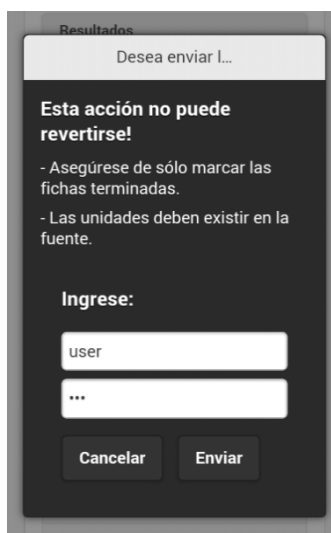 Resultados
Desea enviar l...
Esta acción no puede
revertirse!
- Asegúrese de sólo marcar las
fichas terminadas.
- Las unidades deben existir en la
fuente.
Ingrese:
user
•••
Cancelar
Enviar